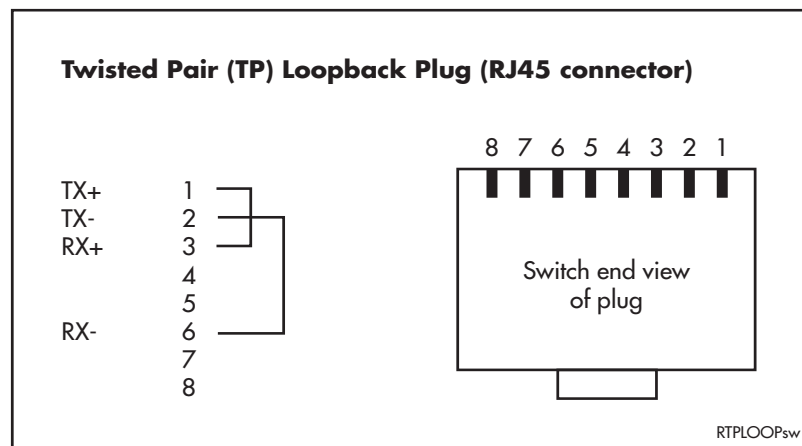 Twisted Pair (TP) Loopback Plug (RJ45 connector)
TX+ 1
TX- 2
RX+ 3
4
5
RX- 6
7
8
8 7 6 5 4 3 2 1
Switch end view
of plug
RTPLOOPsw